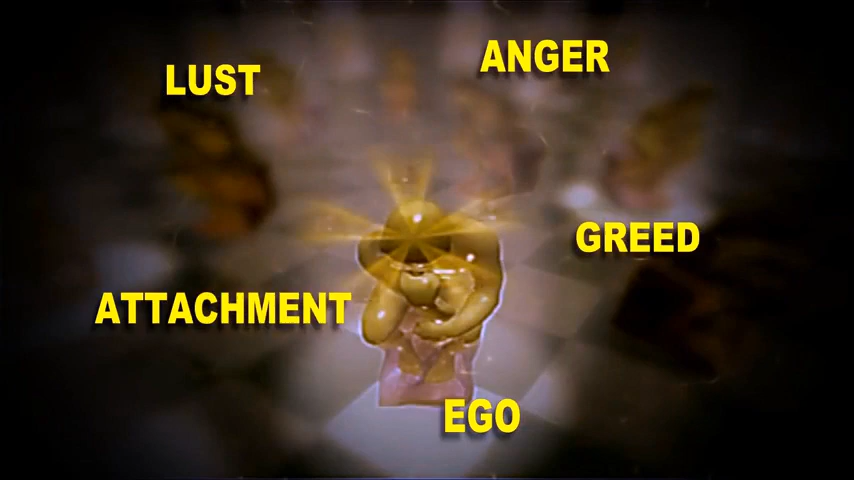 LUST
ANGER
GREED
ATTACHMENT
EGO